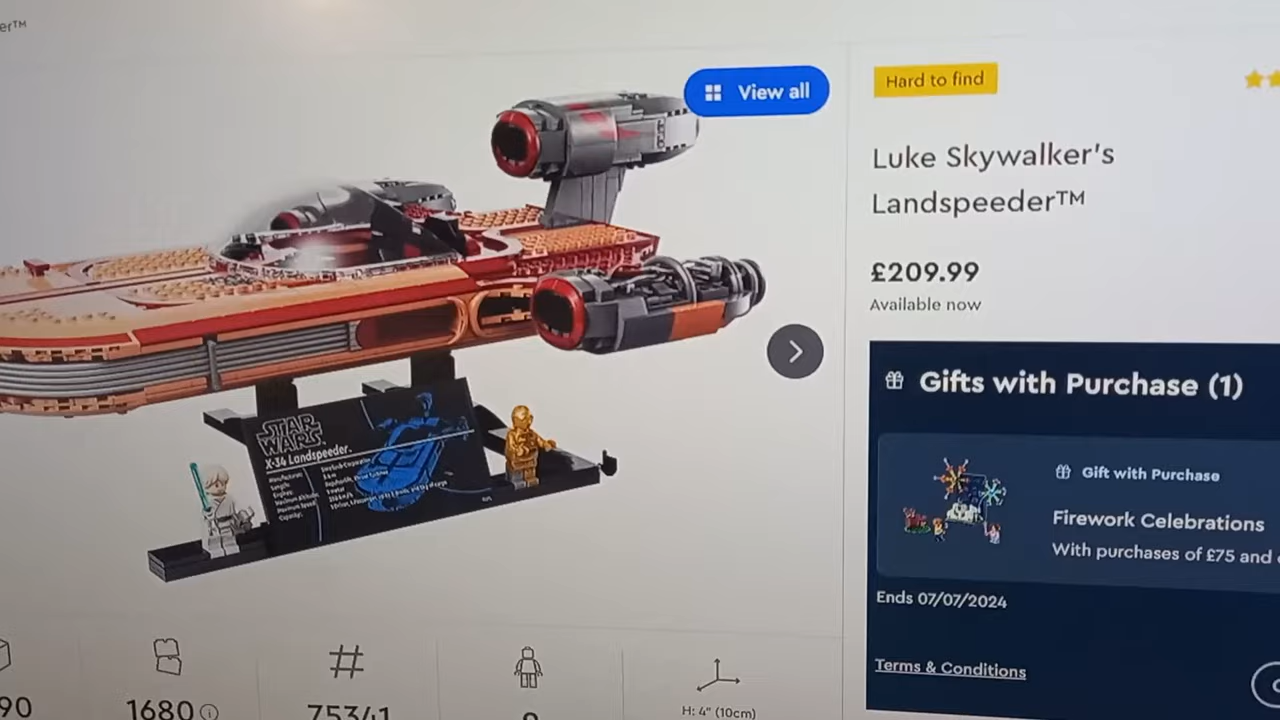 er™
View all
Hard to find
Luke Skywalker's
Landspeeder™
£209.99
Available now
Gifts with Purchase (1)
Gift with Purchase
Firework Celebrations
With purchases of £75 and
Ends 07/07/2024
Terms & Conditions
STAR
WARS
X-34 Landspeeder
90
1680
75341
H: 4" (10cm)